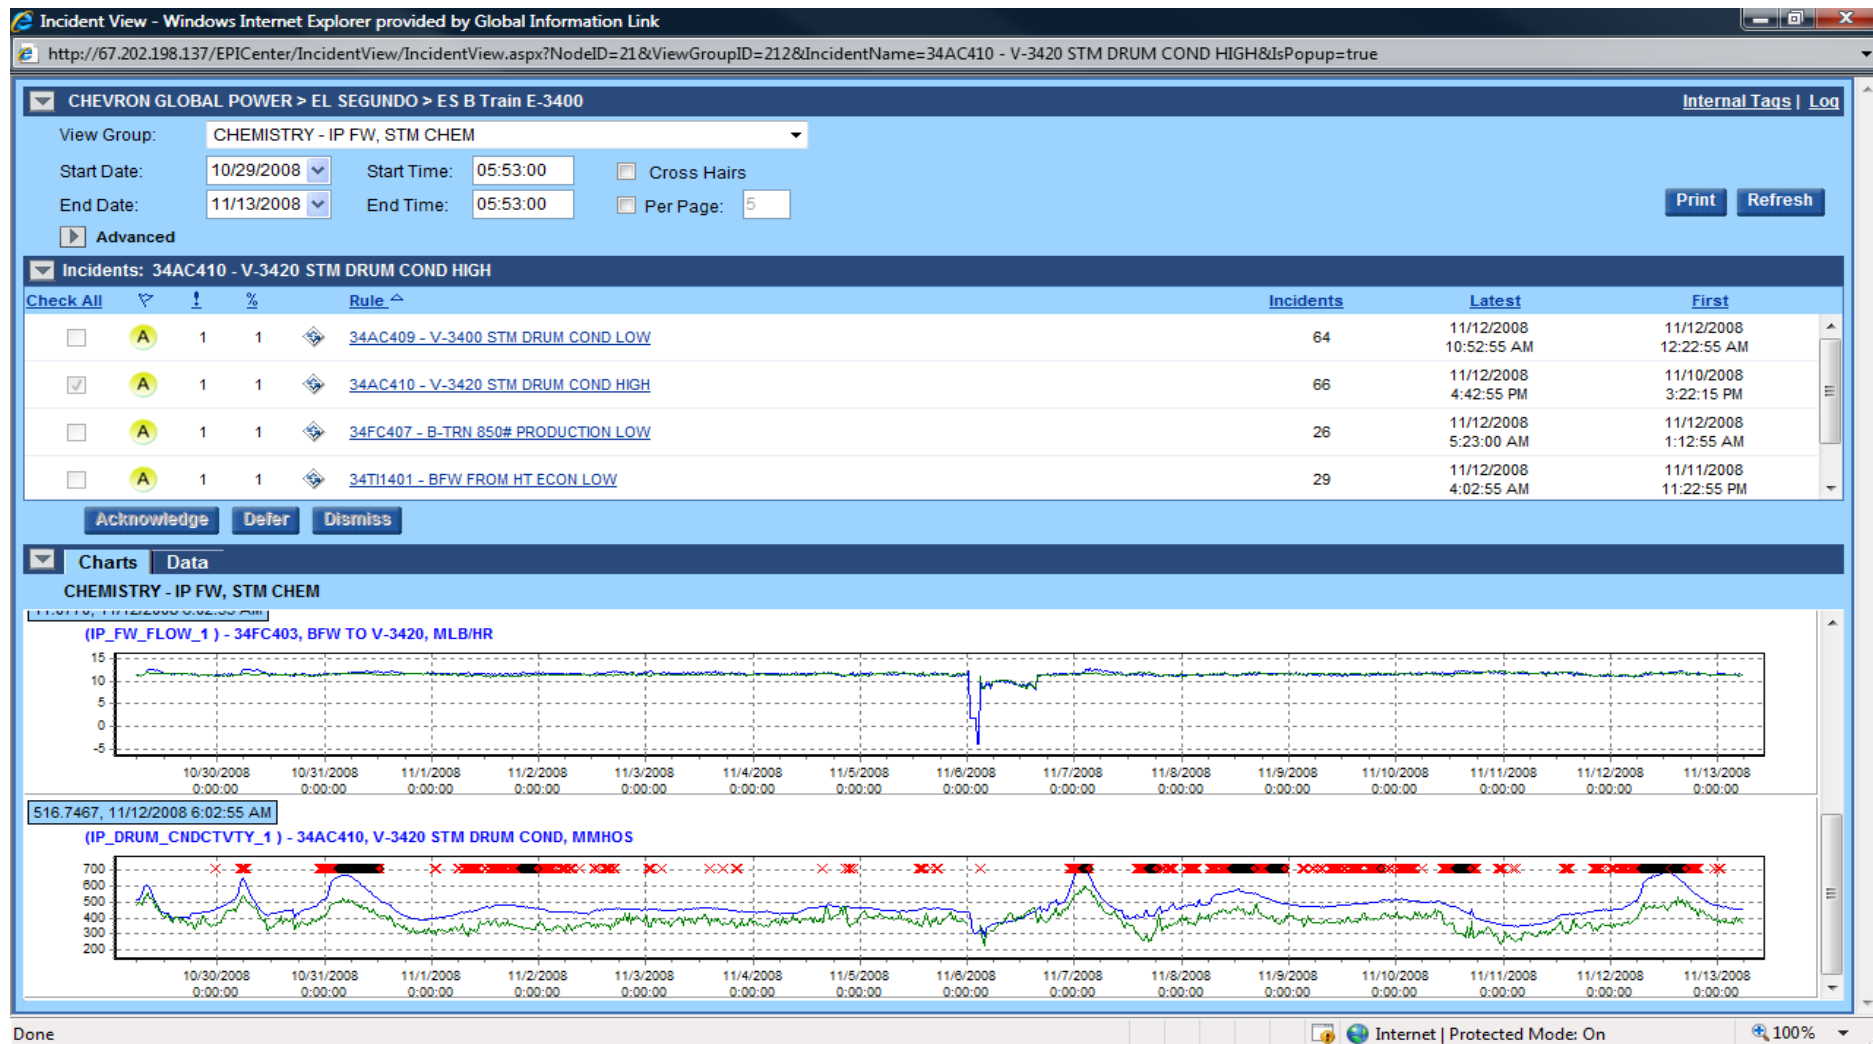 Incident View - Windows Internet Explorer provided by Global Information Link
http://67.202.198.137/EPICenter/IncidentView/IncidentView.aspx?NodeID=21&ViewGroupID=212&IncidentName=34AC410 - V-3420 STM DRUM COND HIGH&IsPopup=true
CHEVRON GLOBAL POWER > EL SEGUNDO > ES B Train E-3400 Internal Tags | Log
View Group: CHEMISTRY - IP FW, STM CHEM
Start Date: 10/29/2008 Start Time: 05:53:00 Cross Hairs
End Date: 11/13/2008 End Time: 05:53:00 Per Page: 5 Print Refresh
Advanced
Incidents: 34AC410 - V-3420 STM DRUM COND HIGH
Check All ! % Rule Incidents Latest First
A 1 1 34AC409 - V-3400 STM DRUM COND LOW 64 11/12/2008 10:52:55 AM 11/12/2008 12:22:55 AM
A 1 1 34AC410 - V-3420 STM DRUM COND HIGH 66 11/12/2008 4:42:55 PM 11/10/2008 3:22:15 PM
A 1 1 34FC407 - B-TRN 850# PRODUCTION LOW 26 11/12/2008 5:23:00 AM 11/12/2008 1:12:55 AM
A 1 1 34TI1401 - BFW FROM HT ECON LOW 29 11/12/2008 4:02:55 AM 11/11/2008 11:22:55 PM
Acknowledge Defer Dismiss
Charts Data
CHEMISTRY - IP FW, STM CHEM
11/12/2008 6:02:55 AM
(IP_FW_FLOW_1 ) - 34FC403, BFW TO V-3420, MLB/HR
15
10
5
0
-5
10/30/2008 10/31/2008 11/1/2008 11/2/2008 11/3/2008 11/4/2008 11/5/2008 11/6/2008 11/7/2008 11/8/2008 11/9/2008 11/10/2008 11/11/2008 11/12/2008 11/13/2008
0:00:00 0:00:00 0:00:00 0:00:00 0:00:00 0:00:00 0:00:00 0:00:00 0:00:00 0:00:00 0:00:00 0:00:00 0:00:00 0:00:00 0:00:00
516.7467, 11/12/2008 6:02:55 AM
(IP_DRUM_CNDCTVTY_1 ) - 34AC410, V-3420 STM DRUM COND, MMHOS
700
600
500
400
300
200
10/30/2008 10/31/2008 11/1/2008 11/2/2008 11/3/2008 11/4/2008 11/5/2008 11/6/2008 11/7/2008 11/8/2008 11/9/2008 11/10/2008 11/11/2008 11/12/2008 11/13/2008
0:00:00 0:00:00 0:00:00 0:00:00 0:00:00 0:00:00 0:00:00 0:00:00 0:00:00 0:00:00 0:00:00 0:00:00 0:00:00 0:00:00 0:00:00
Done Internet | Protected Mode: On 100%